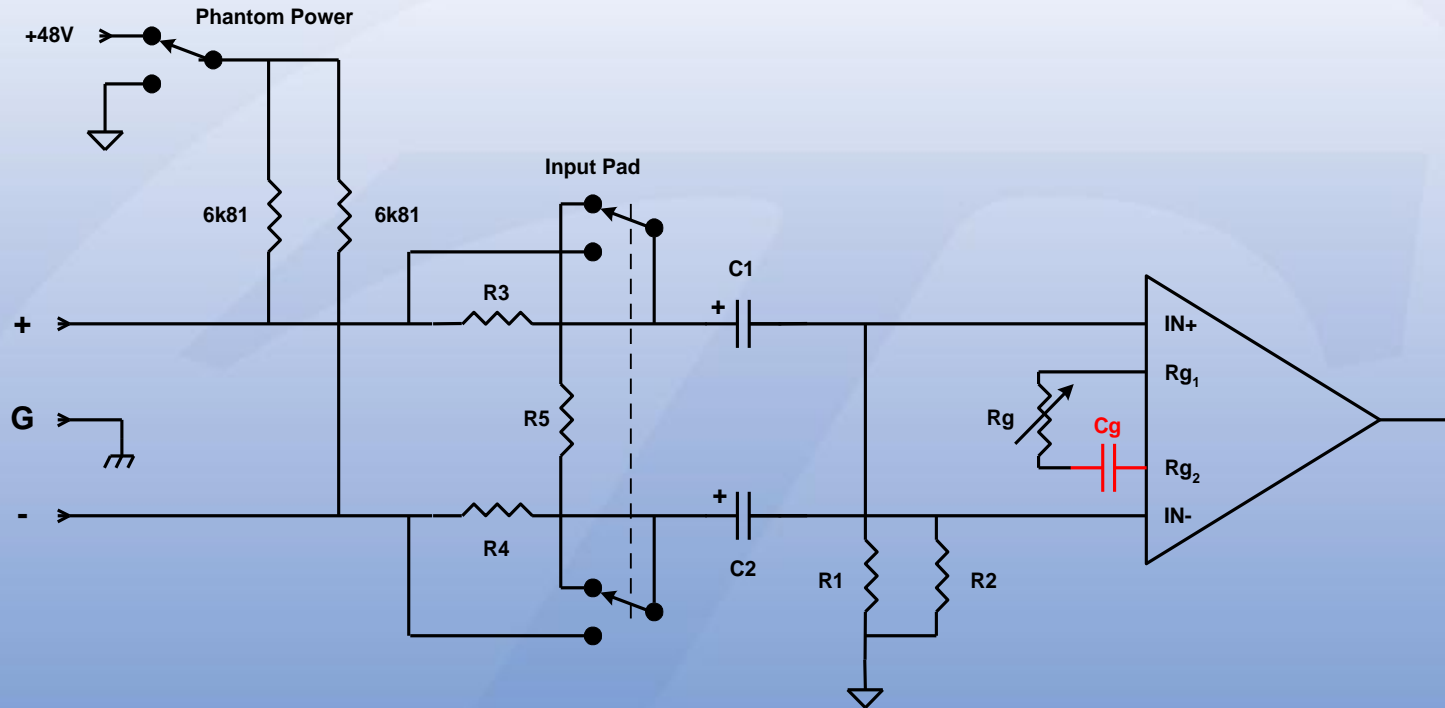 Phantom Power
+48V
6k81
6k81
Input Pad
C1
+
R3
+
IN+
Rg1
R5
Rg
Cg
G
Rg2
+
-
IN-
R4
C2
R1
R2